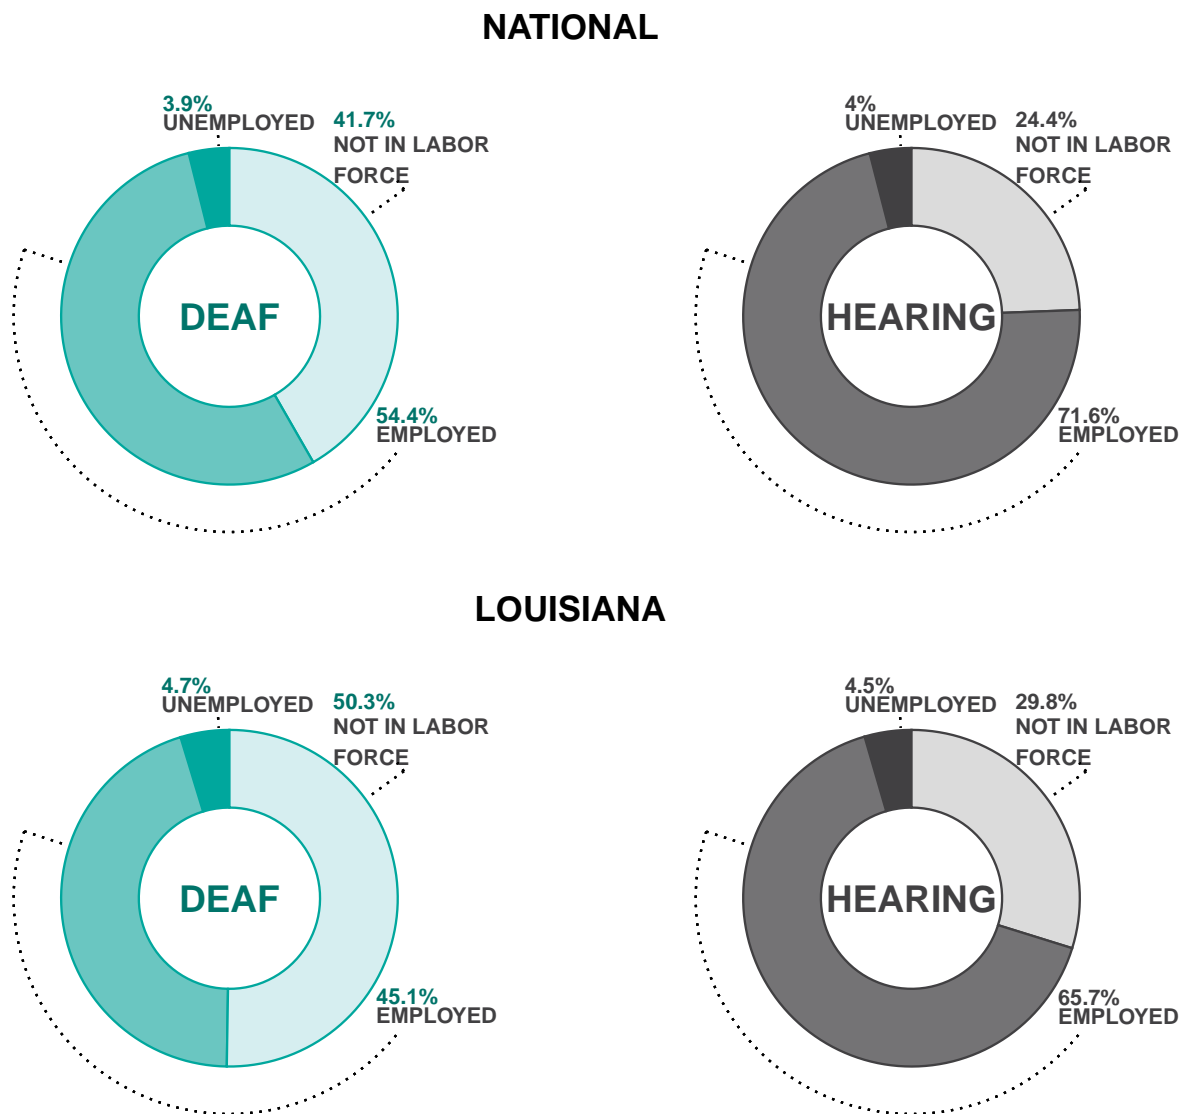 NATIONAL
3.9%
UNEMPLOYED
41.7%
NOT IN LABOR
FORCE
DEAF
54.4%
EMPLOYED
4%
UNEMPLOYED
24.4%
NOT IN LABOR
FORCE
HEARING
71.6%
EMPLOYED
LOUISIANA
4.7%
UNEMPLOYED
50.3%
NOT IN LABOR
FORCE
DEAF
45.1%
EMPLOYED
4.5%
UNEMPLOYED
29.8%
NOT IN LABOR
FORCE
HEARING
65.7%
EMPLOYED